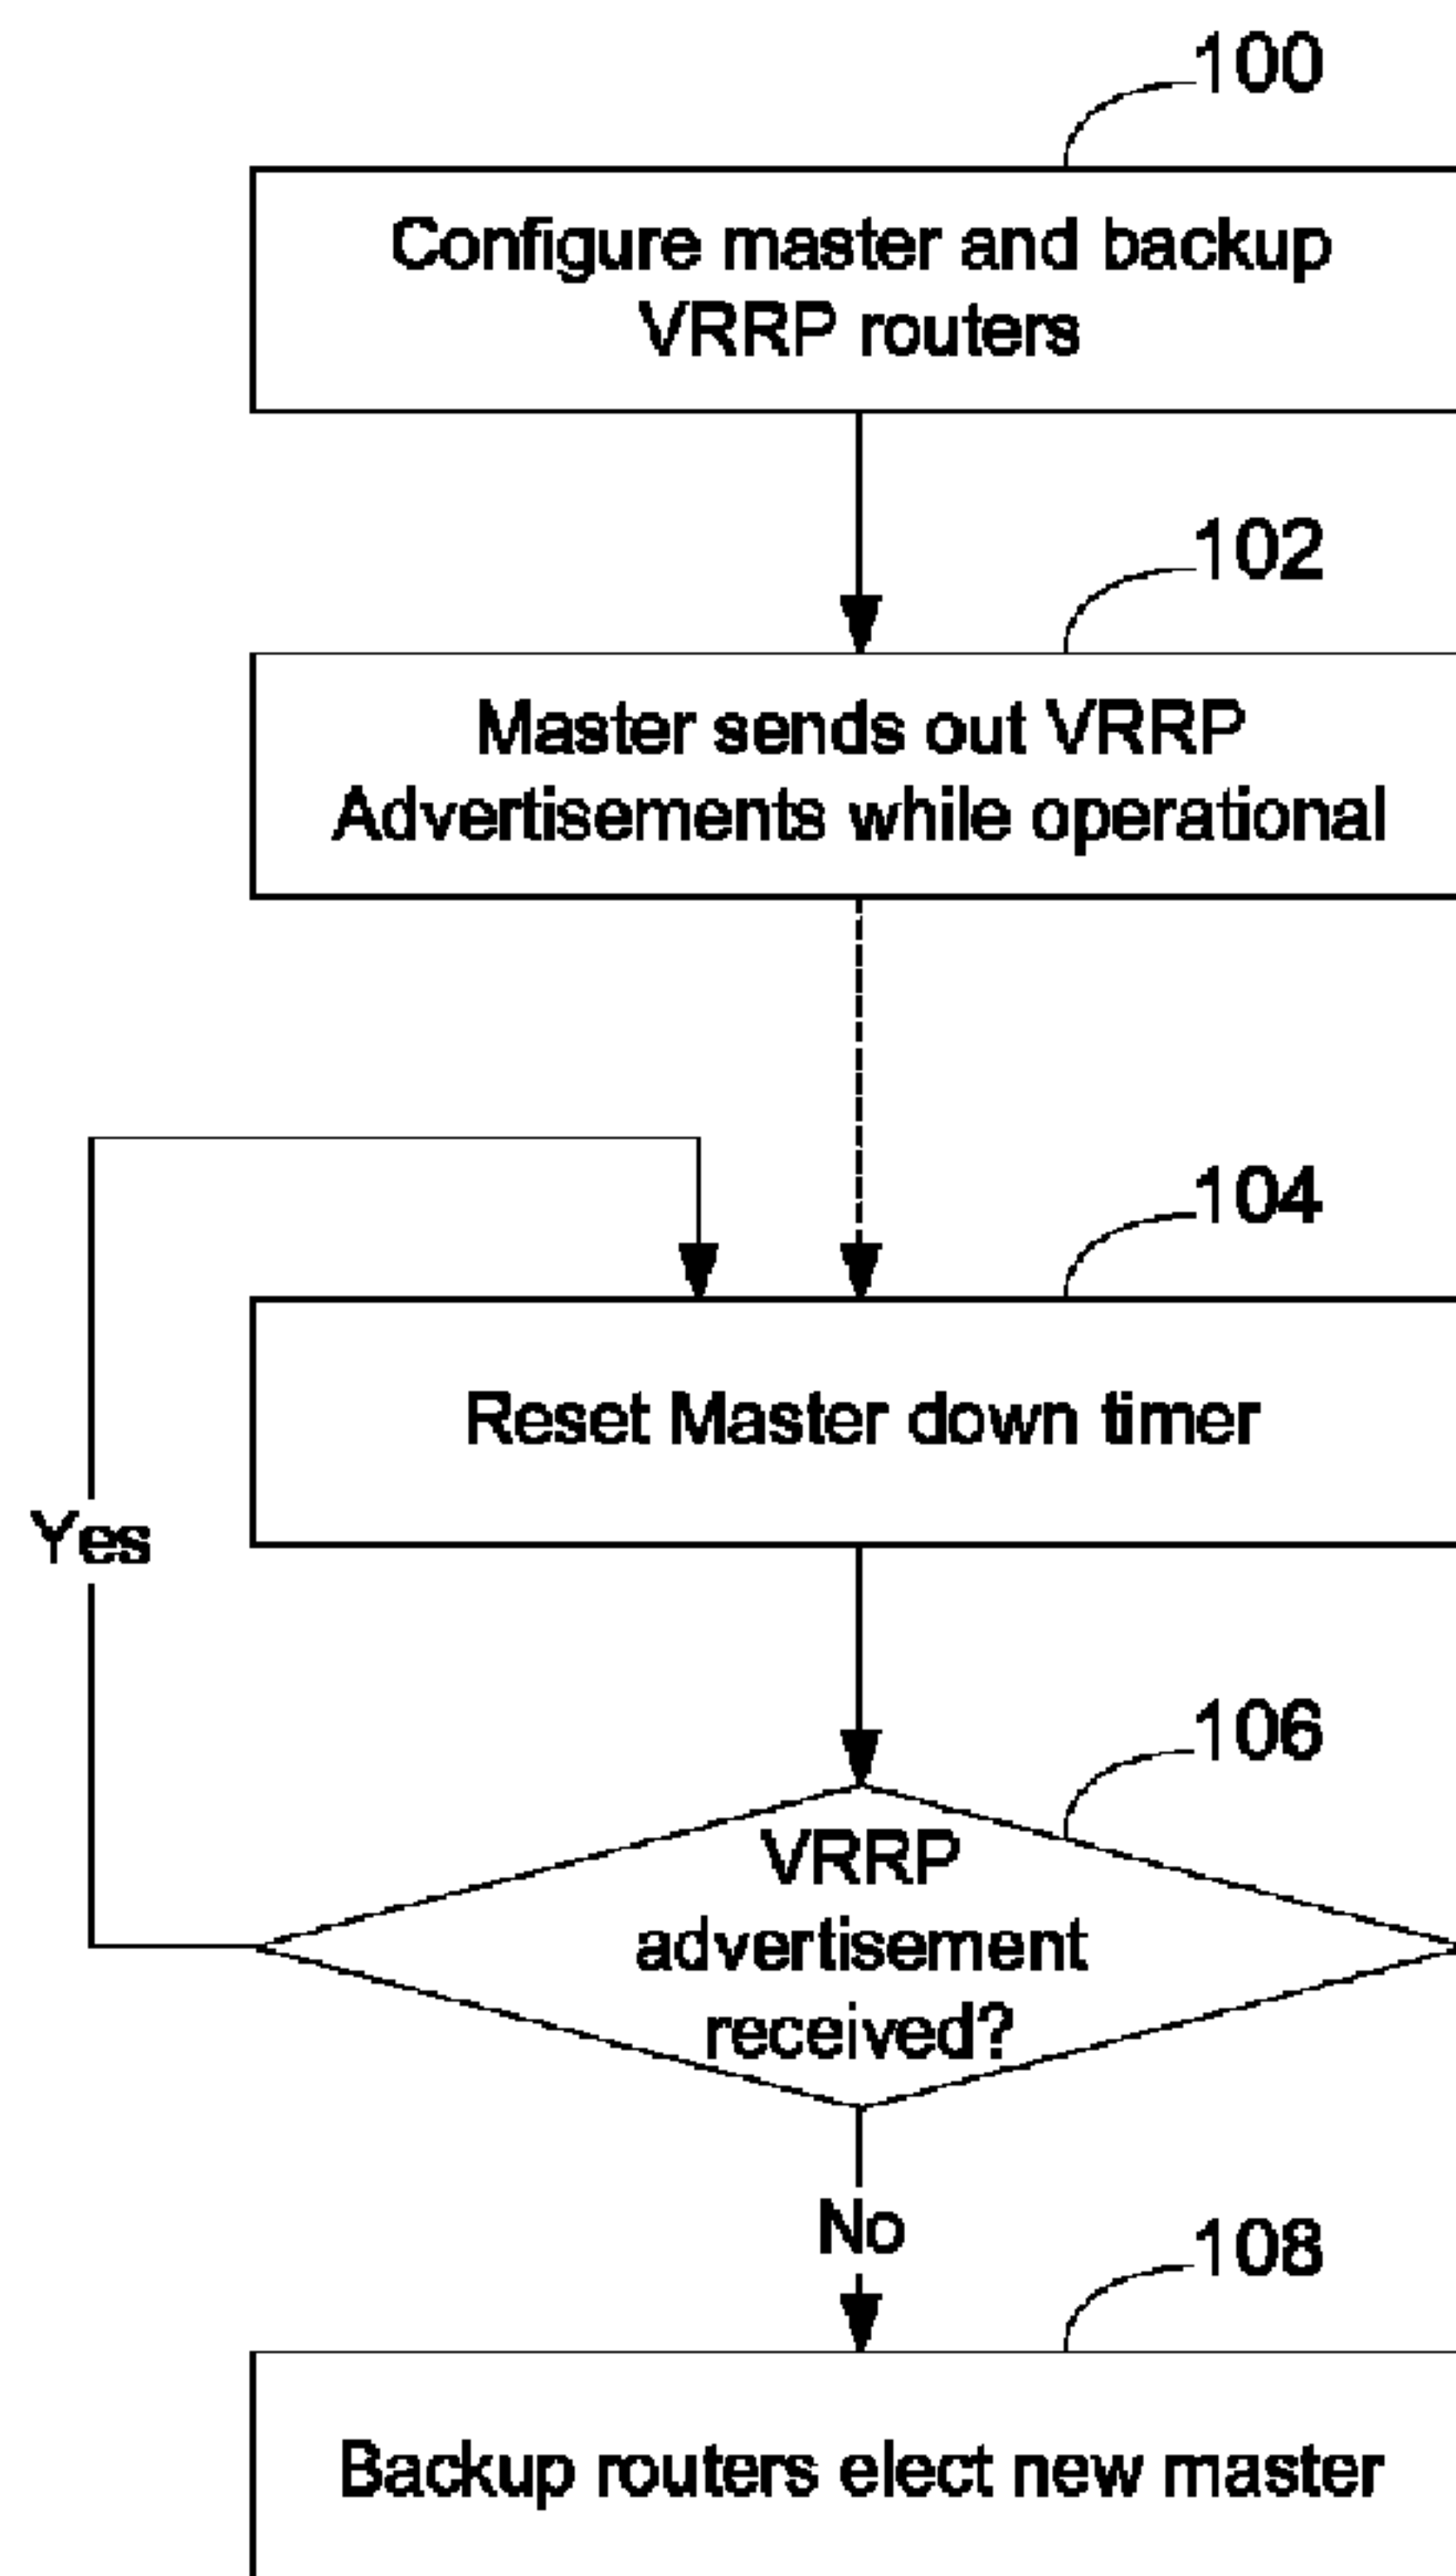 100
Configure master and backup
VRRP routers
102
Master sends out VRRP
Advertisements while operational
104
Reset Master down timer
Yes
106
VRRP
advertisement
received?
No
108
Backup routers elect new master